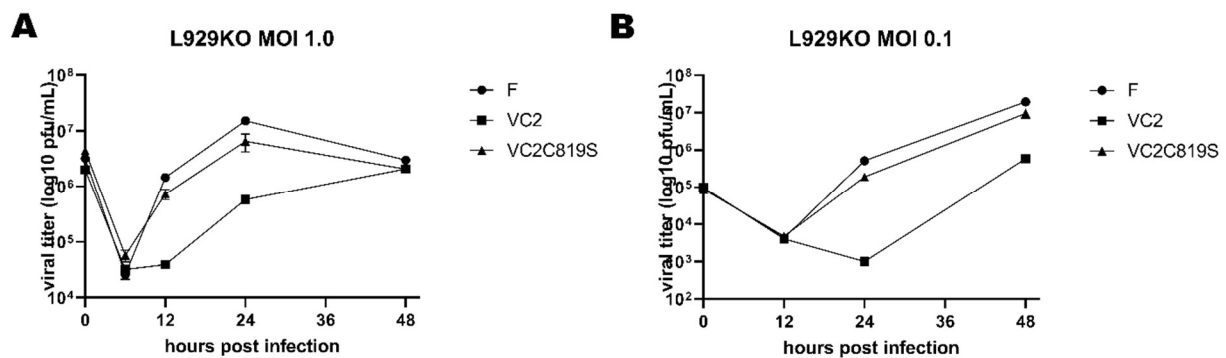 A
L929KO MOI 1.0
viral titer (log10 pfu/mL)
10⁸
10⁷
10⁶
10⁵
10⁴
0
12
24
36
48
hours post infection
F
VC2
VC2C819S
B
L929KO MOI 0.1
viral titer (log10 pfu/mL)
10⁸
10⁷
10⁶
10⁵
10⁴
10³
10²
0
12
24
36
48
hours post infection
F
VC2
VC2C819S